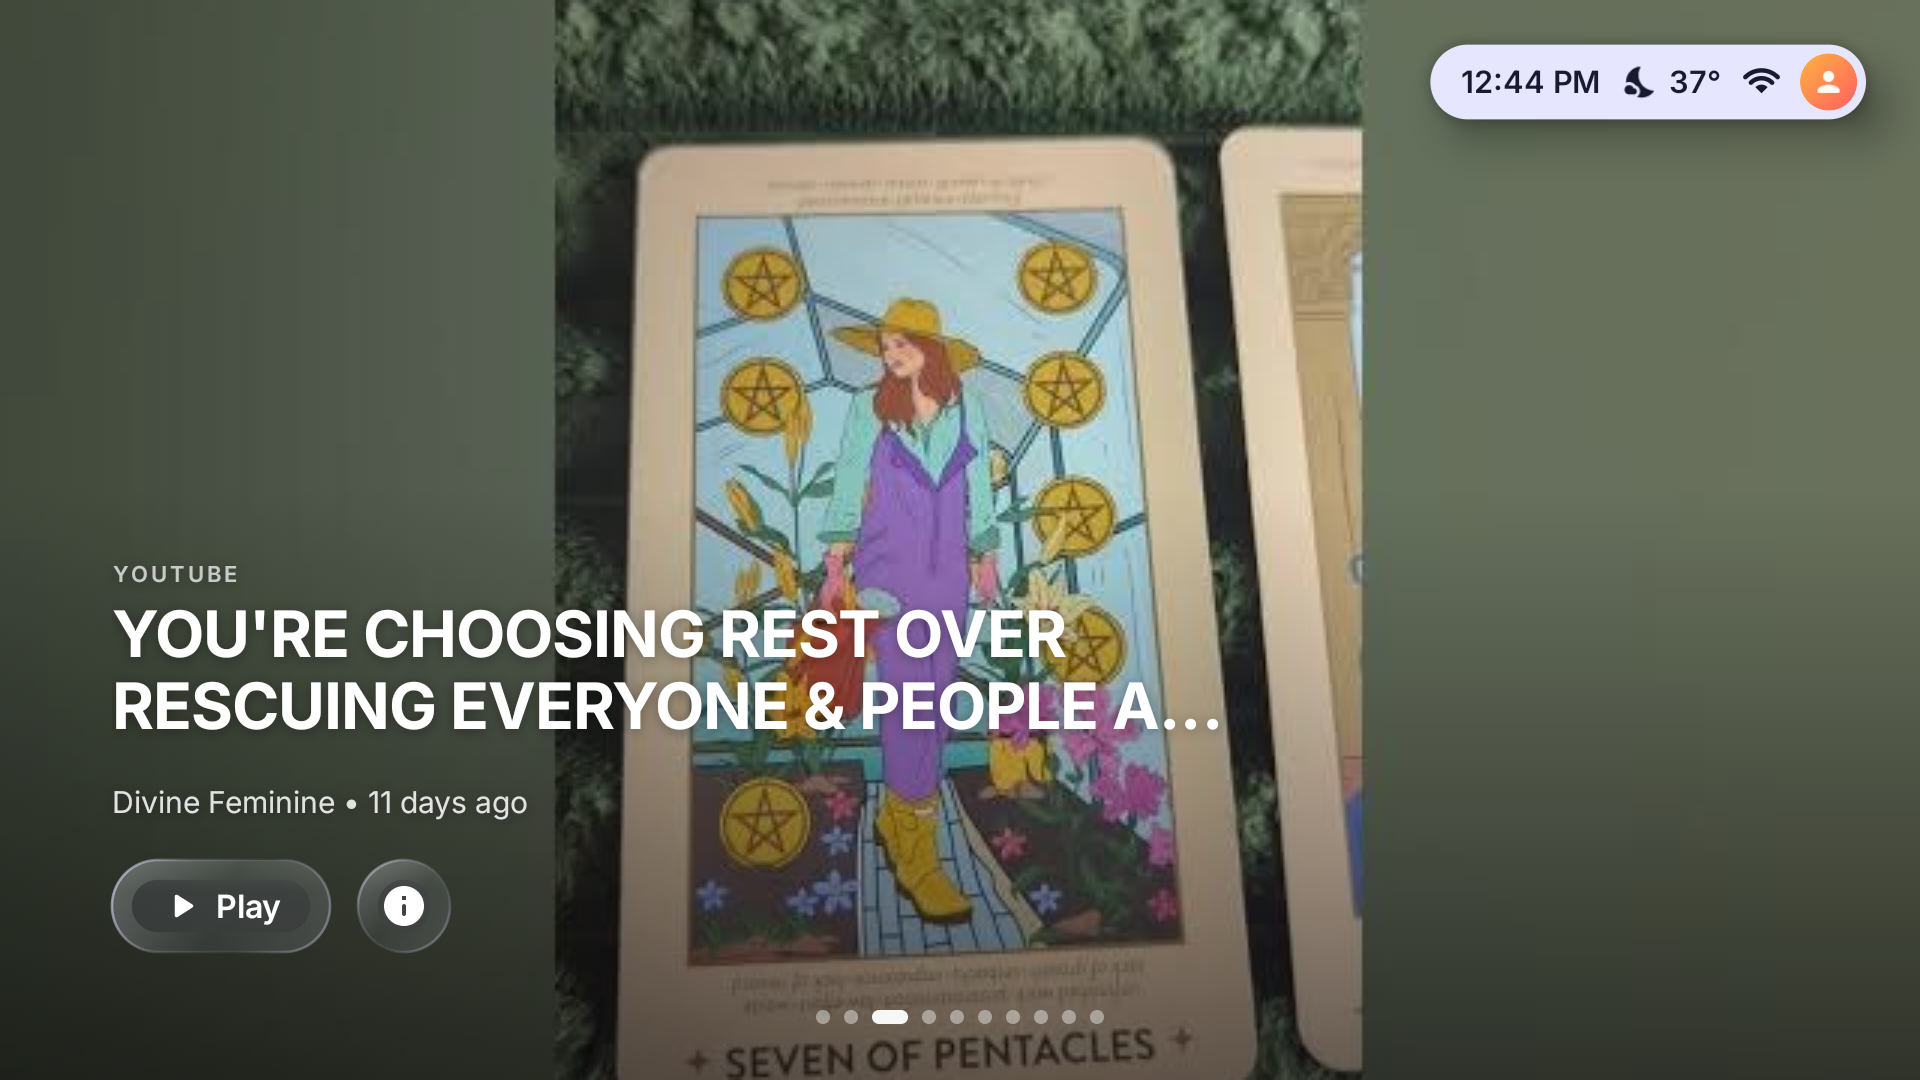 12:44 PM 37°
YOUTUBE
YOU'RE CHOOSING REST OVER
RESCUING EVERYONE & PEOPLE A...
Divine Feminine • 11 days ago
Play
SEVEN OF PENTACLES